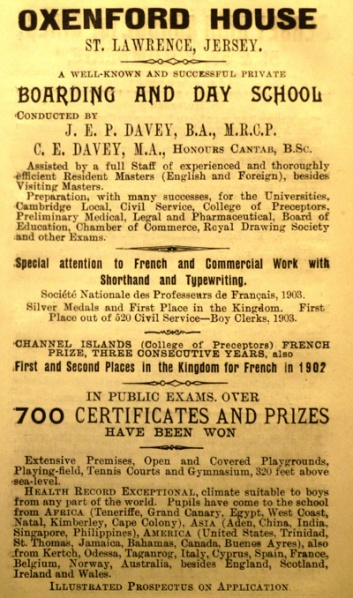 OXENFORD HOUSE
ST. LAWRENCE, JERSEY.
A WELL-KNOWN AND SUCCESSFUL PRIVATE
BOARDING AND DAY SCHOOL
CONDUCTED BY
J. E. P. DAVEY, B.A., M.R.C.P.
C. E. DAVEY, M.A., HONOURS CANTAB, B.Sc.
Assisted by a full Staff of experienced and thoroughly
efficient Resident Masters (English and Foreign), besides
Visiting Masters.
Preparation, with many successes, for the Universities,
Cambridge Local, Civil Service, College of Preceptors,
Preliminary Medical, Legal and Pharmaceutical, Board of
Education, Chamber of Commerce, Royal Drawing Society
and other Exams.
Special attention to French and Commercial Work with
Shorthand and Typewriting.
Société Nationale des Professeurs de Français, 1903.
Silver Medals and First Place in the Kingdom. First
Place out of 520 Civil Service—Boy Clerks, 1903.
CHANNEL ISLANDS (College of Preceptors) FRENCH
PRIZE, THREE CONSECUTIVE YEARS, also
First and Second Places in the Kingdom for French in 1902
IN PUBLIC EXAMS. OVER
700 CERTIFICATES AND PRIZES
HAVE BEEN WON
Extensive Premises, Open and Covered Playgrounds,
Playing-field, Tennis Courts and Gymnasium, 320 feet above
sea-level.
HEALTH RECORD EXCEPTIONAL, climate suitable to boys
from any part of the world. Pupils have come to the school
from AFRICA (Teneriffe, Grand Canary, Egypt, West Coast,
Natal, Kimberley, Cape Colony), ASIA (Aden, China, India,
Singapore, Philippines), AMERICA (United States, Trinidad,
St. Thomas, Jamaica, Bahamas, Canada, Buenos Ayres), also
from Kertch, Odessa, Taganrog, Italy, Cyprus, Spain, France,
Belgium, Norway, Australia, besides England, Scotland,
Ireland and Wales.
ILLUSTRATED PROSPECTUS ON APPLICATION.